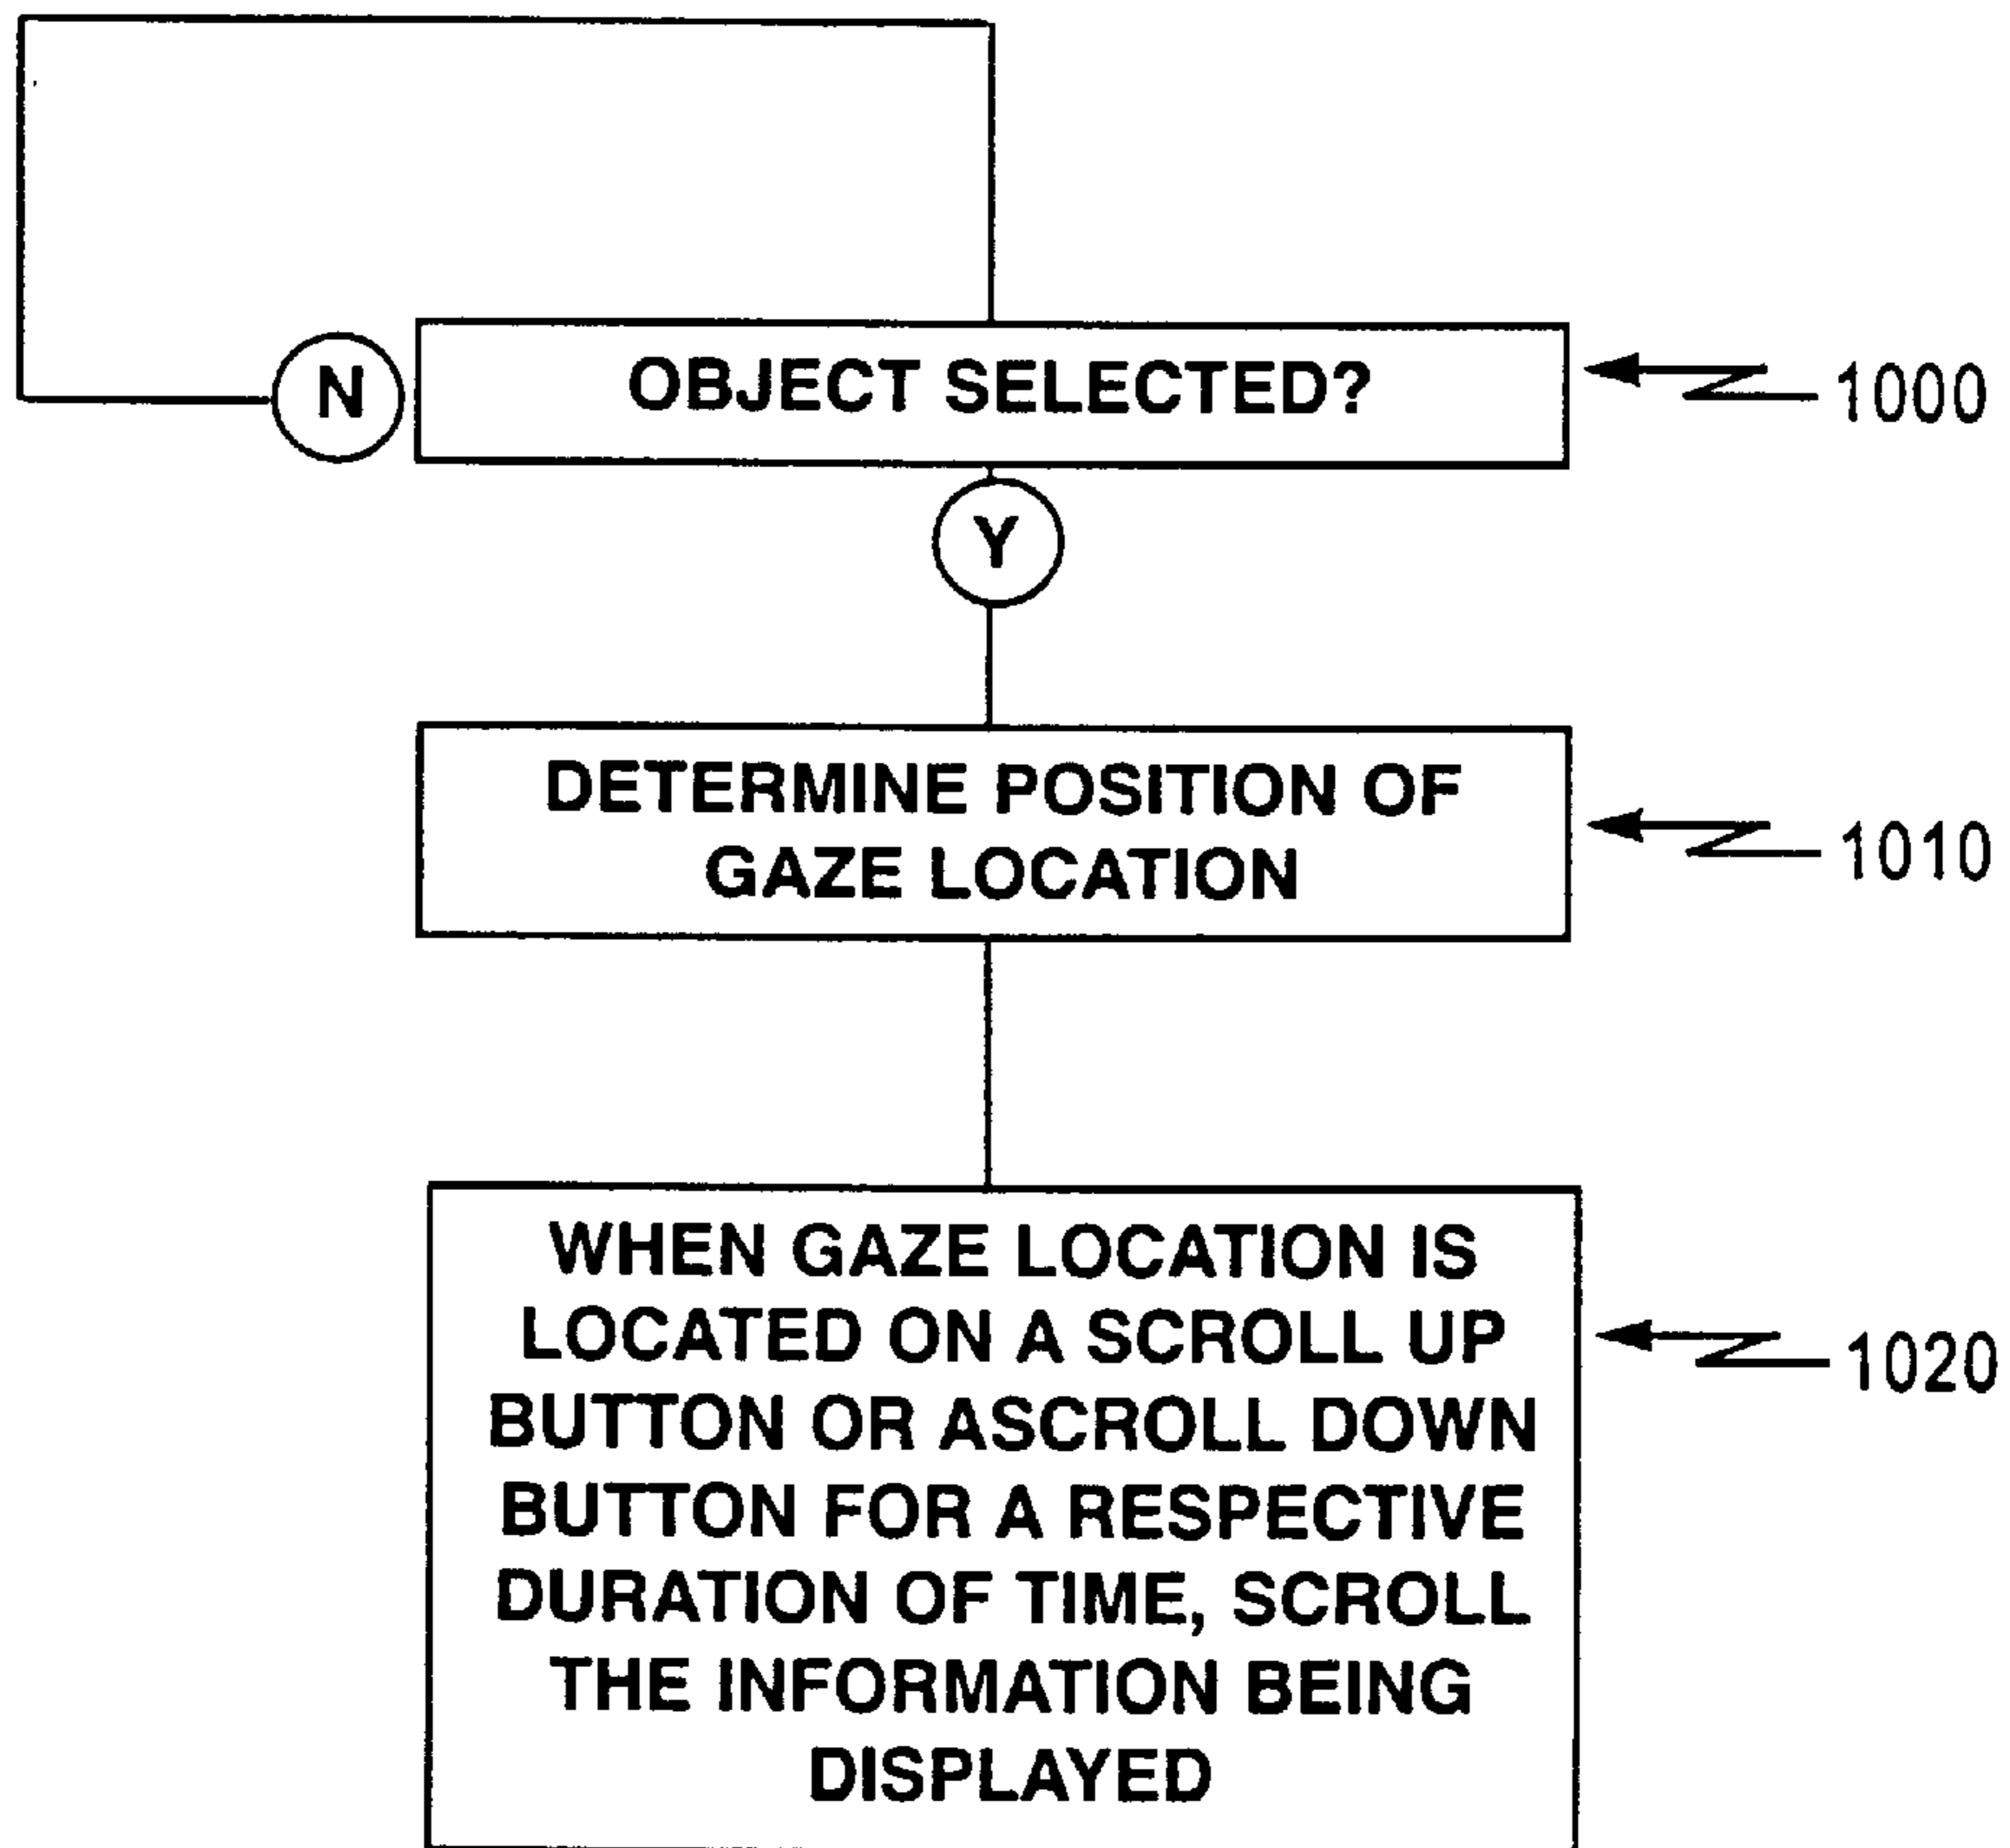 N
OBJECT SELECTED?
1000
Y
DETERMINE POSITION OF
GAZE LOCATION
1010
WHEN GAZE LOCATION IS
LOCATED ON A SCROLL UP
BUTTON OR ASCROLL DOWN
BUTTON FOR A RESPECTIVE
DURATION OF TIME, SCROLL
THE INFORMATION BEING
DISPLAYED
1020